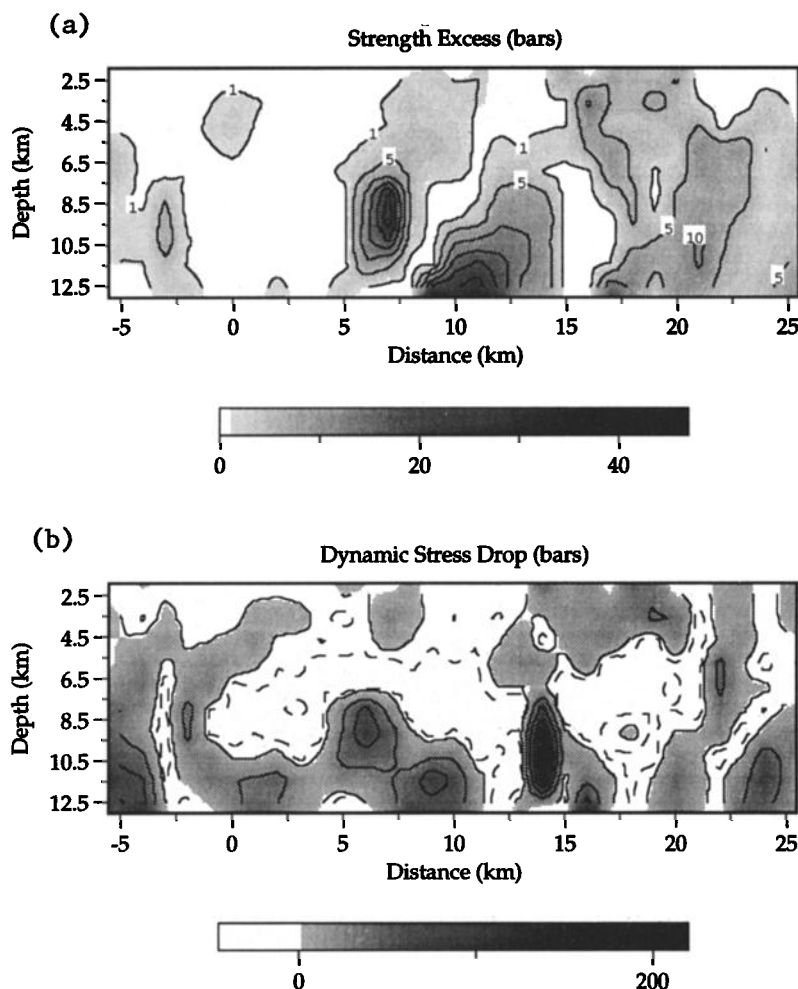 (a)
Strength Excess (bars)
Depth (km)
2.5
4.5
6.5
8.5
10.5
12.5
1
1
1
1
5
5
5
10
5
-5 0 5 10 15 20 25
Distance (km)
0 20 40
(b)
Dynamic Stress Drop (bars)
Depth (km)
2.5
4.5
6.5
8.5
10.5
12.5
-5 0 5 10 15 20 25
Distance (km)
0 200